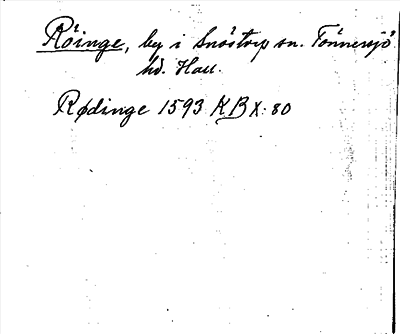 Röinge, by i Snöstorp sn. Tönnersjö
hd. Hall.
Rødinge 1593 KB X: 80